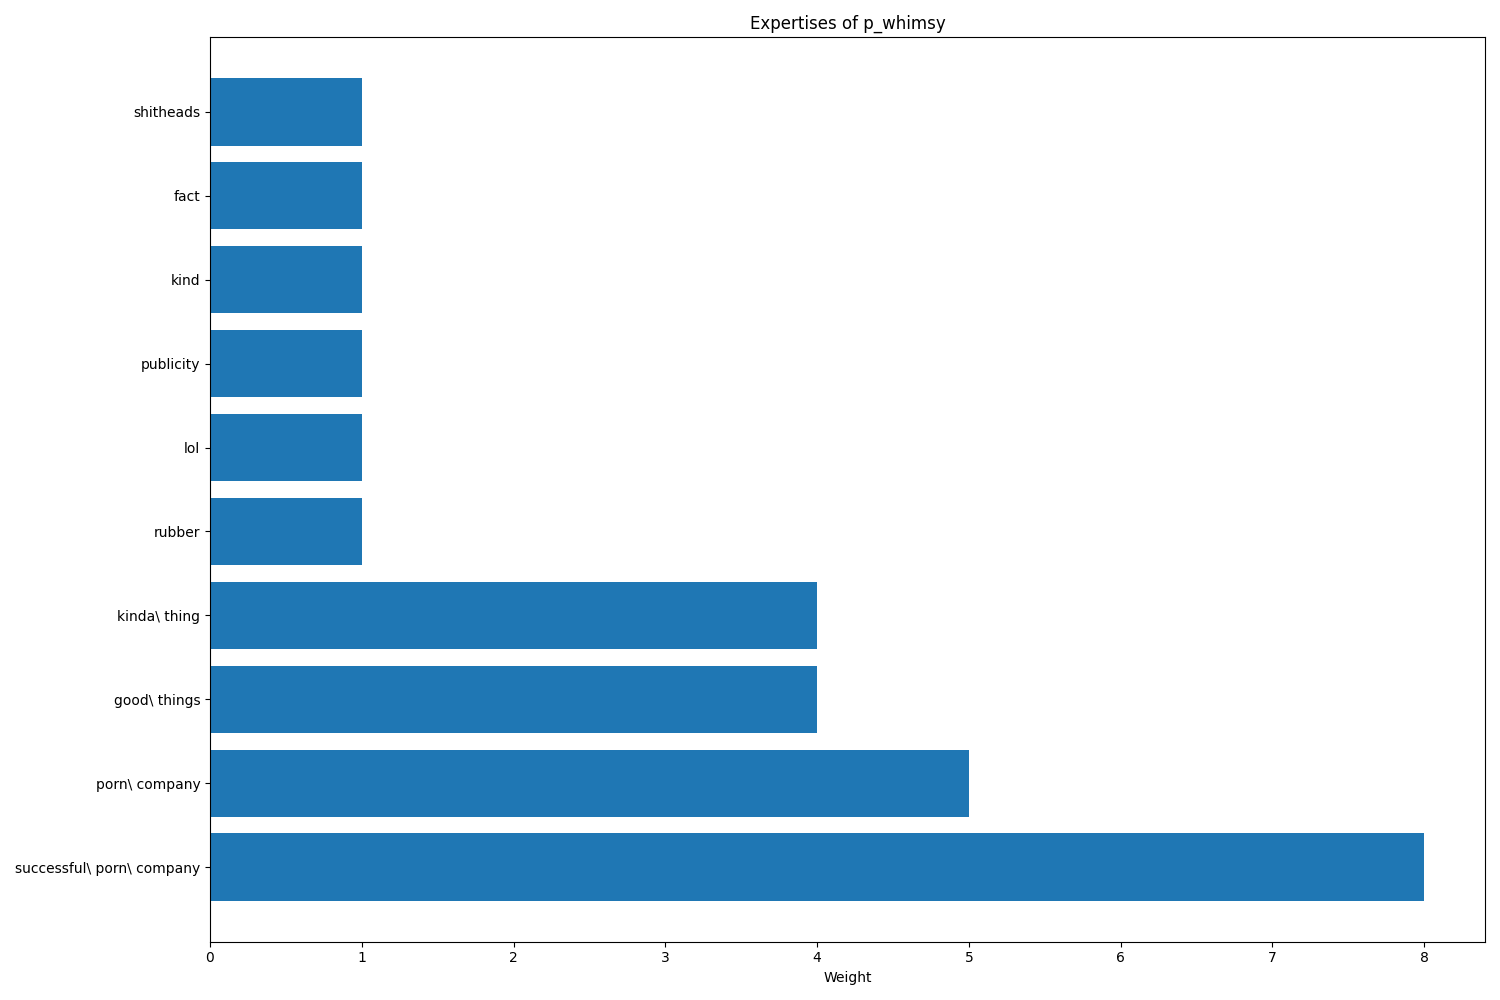 Expertises of p_whimsy
shitheads
fact
kind
publicity
lol
rubber
kinda\ thing
good\ things
porn\ company
successful\ porn\ company
0 1 2 3 4 5 6 7 8
Weight